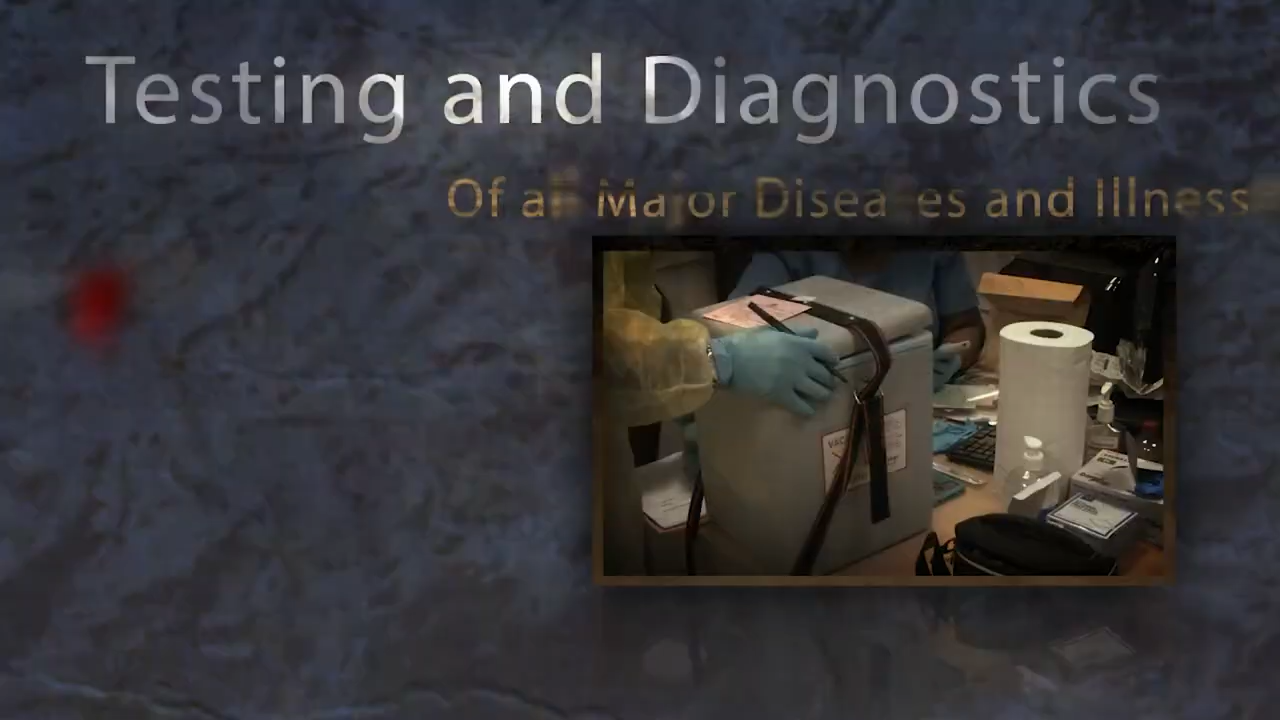 Testing and Diagnostics
Of all Major Diseases and Illness